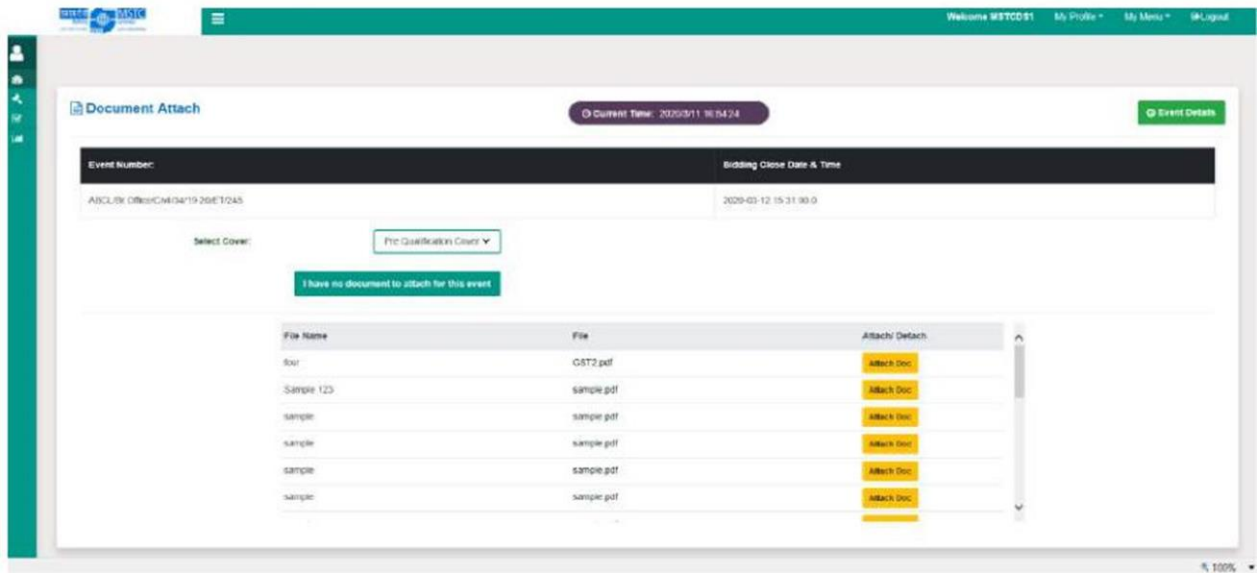 MSTC
Welcome MSTCDS1 My Profile My Menu Logout
Document Attach
Current Time: 2020/3/11 16:54:24
Event Details
Event Number: Bidding Close Date & Time
2020-03-12 15:31:00.0
Select Cover: Pre Qualification Cover
I have no document to attach for this event
File Name File Attach/ Detach
four GST2.pdf Attach Doc
Sample 123 sample.pdf Attach Doc
sample sample.pdf Attach Doc
sample sample.pdf Attach Doc
sample sample.pdf Attach Doc
sample sample.pdf Attach Doc
100%